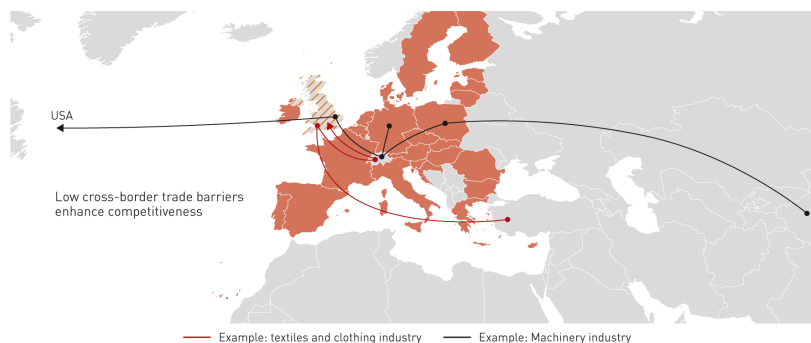 USA
Low cross-border trade barriers
enhance competitiveness
Example: textiles and clothing industry
Example: Machinery industry